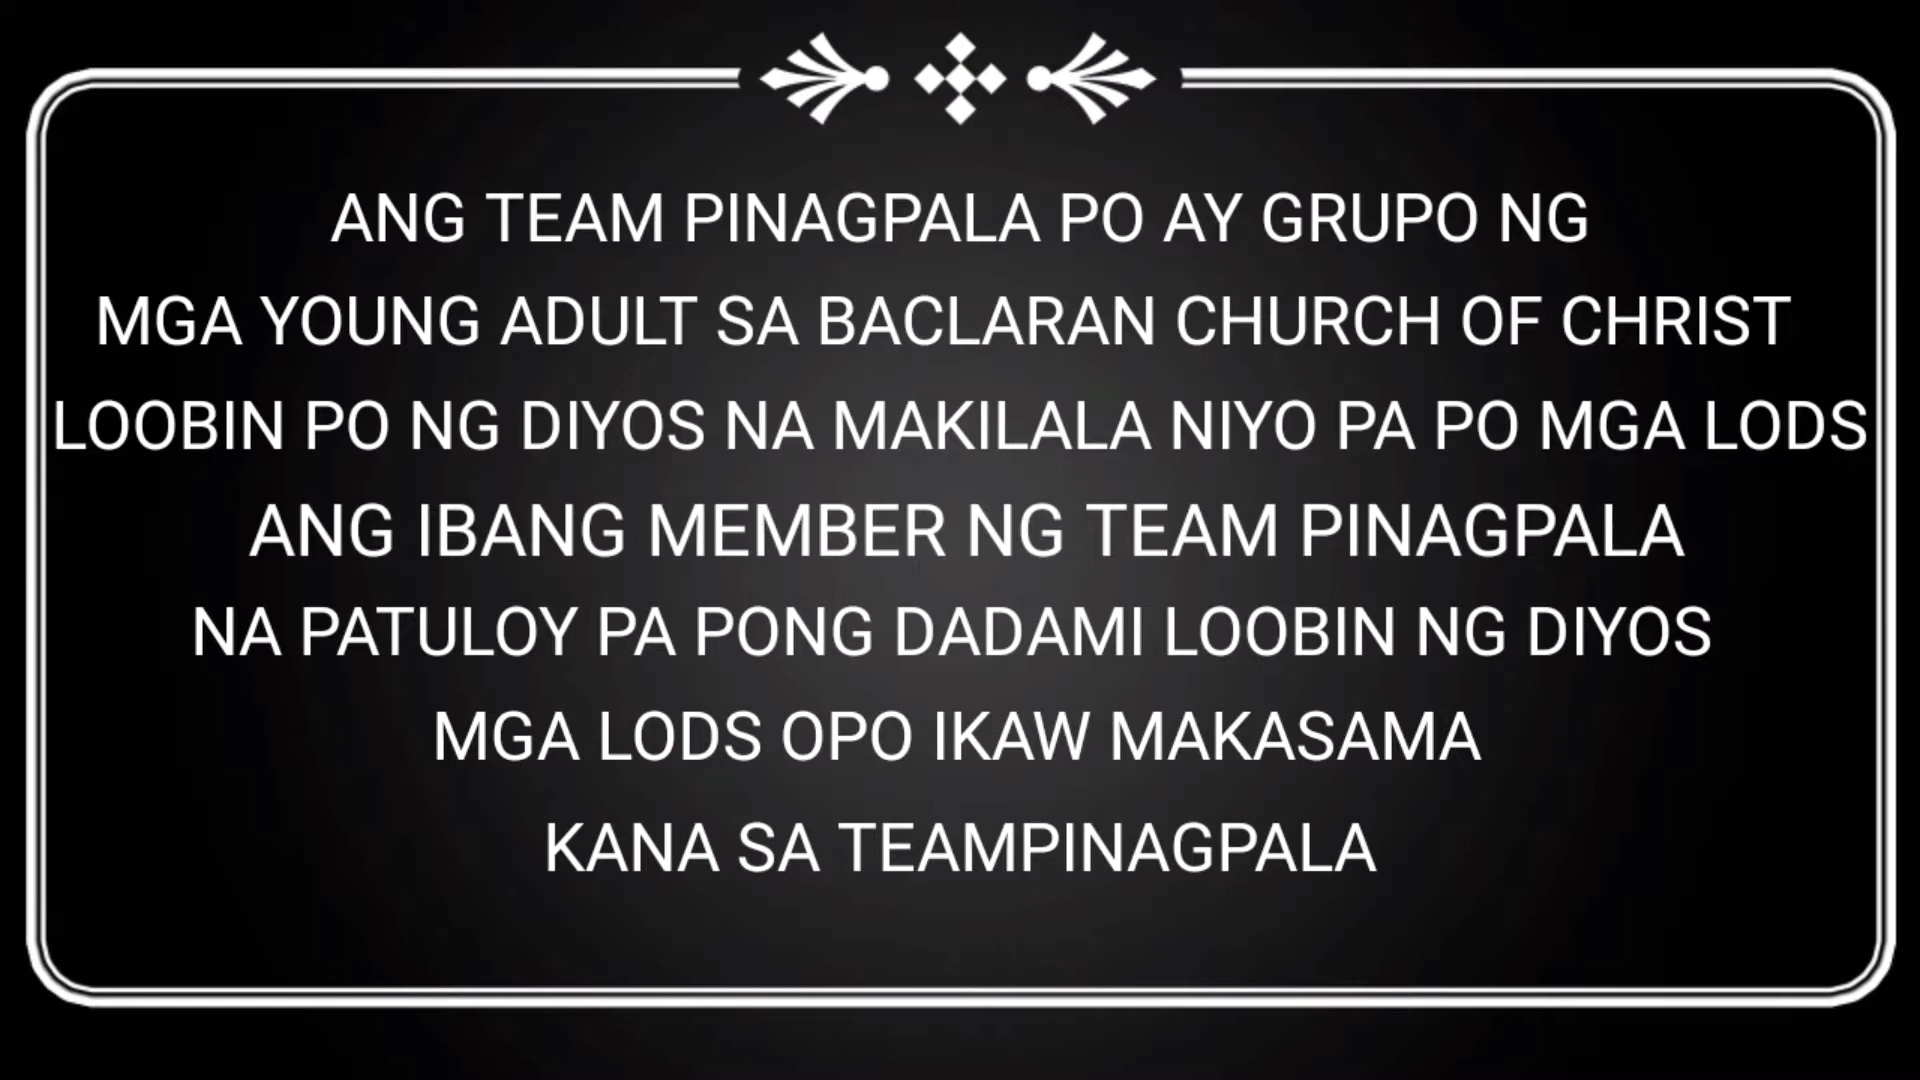 ANG TEAM PINAGPALA PO AY GRUPO NG
MGA YOUNG ADULT SA BACLARAN CHURCH OF CHRIST
LOOBIN PO NG DIYOS NA MAKILALA NIYO PA PO MGA LODS
ANG IBANG MEMBER NG TEAM PINAGPALA
NA PATULOY PA PONG DADAMI LOOBIN NG DIYOS
MGA LODS OPO IKAW MAKASAMA
KANA SA TEAMPINAGPALA